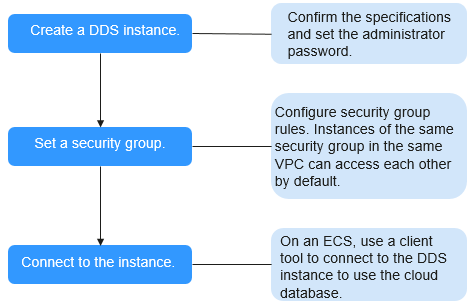 Create a DDS instance.
Confirm the specifications
and set the administrator
password.
Set a security group.
Configure security group
rules. Instances of the same
security group in the same
VPC can access each other
by default.
Connect to the instance.
On an ECS, use a client
tool to connect to the DDS
instance to use the cloud
database.